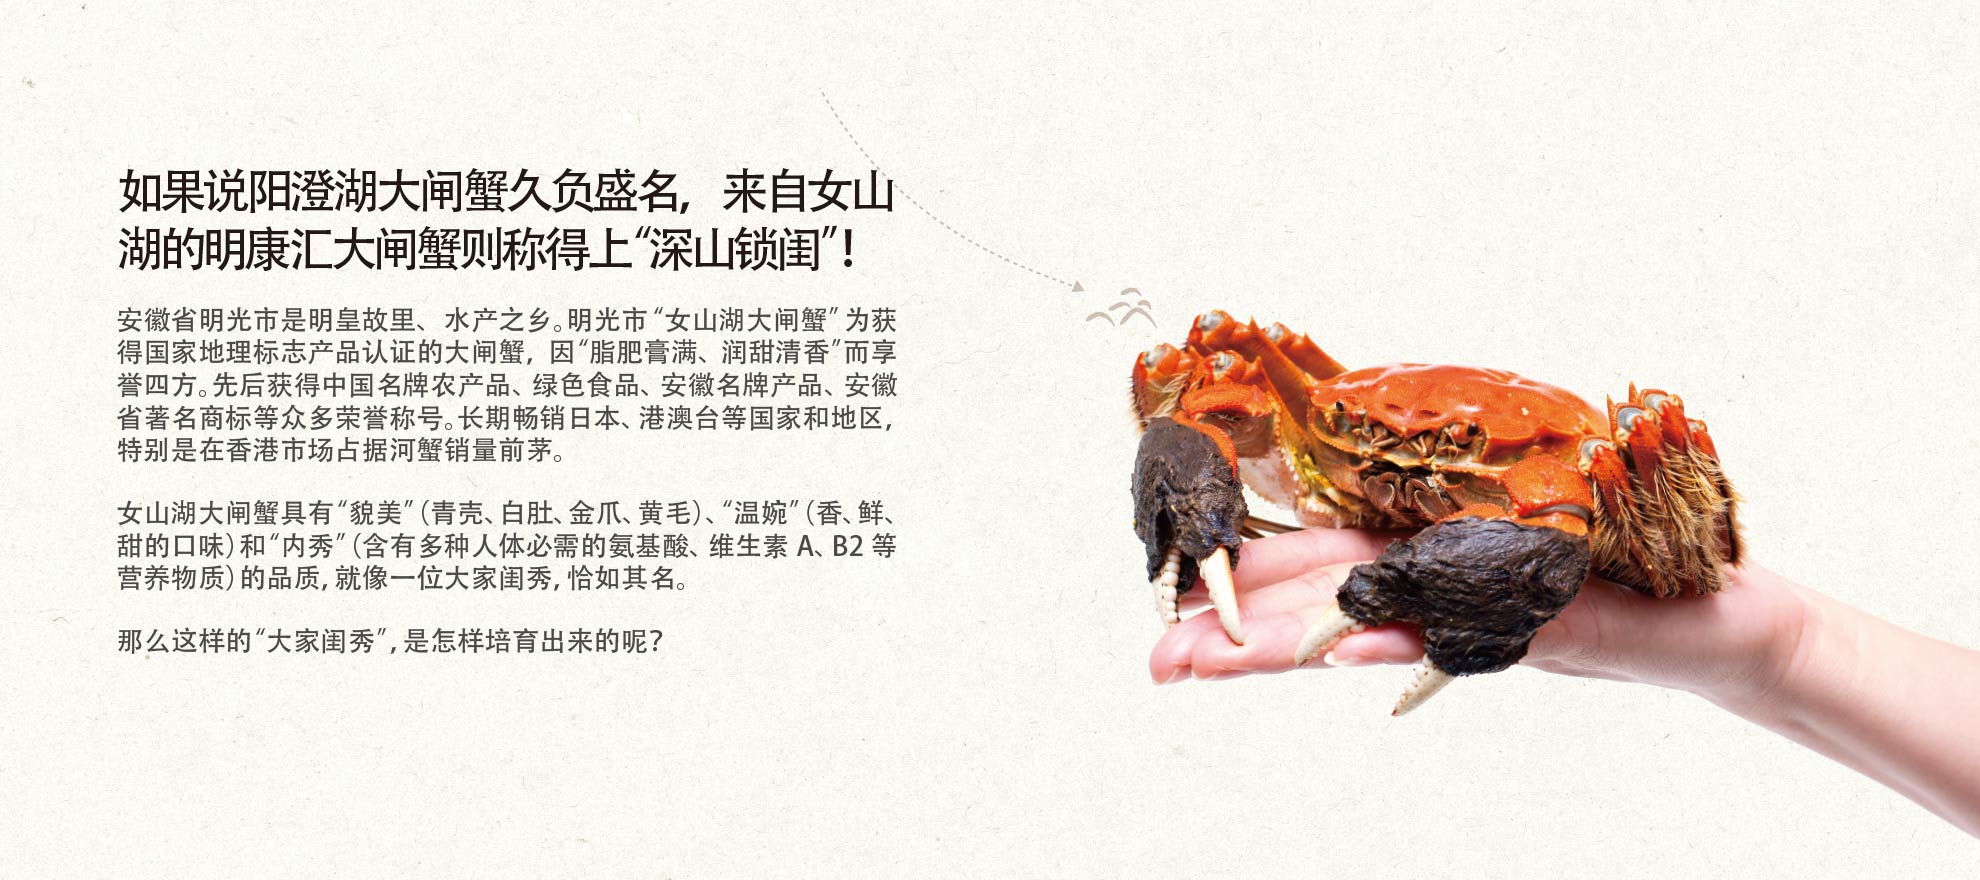 如果说阳澄湖大闸蟹久负盛名，来自女山
湖的明康汇大闸蟹则称得上“深山锁闺”！
安徽省明光市是明皇故里、水产之乡。明光市“女山湖大闸蟹”为获
得国家地理标志产品认证的大闸蟹，因“脂肥膏满、润甜清香”而享
誉四方。先后获得中国名牌农产品、绿色食品、安徽名牌产品、安徽
省著名商标等众多荣誉称号。长期畅销日本、港澳台等国家和地区，
特别是在香港市场占据河蟹销量前茅。
女山湖大闸蟹具有“貌美”（青壳、白肚、金爪、黄毛）、“温婉”（香、鲜、
甜的口味）和“内秀”（含有多种人体必需的氨基酸、维生素 A、B2 等
营养物质）的品质，就像一位大家闺秀，恰如其名。
那么这样的“大家闺秀”，是怎样培育出来的呢？